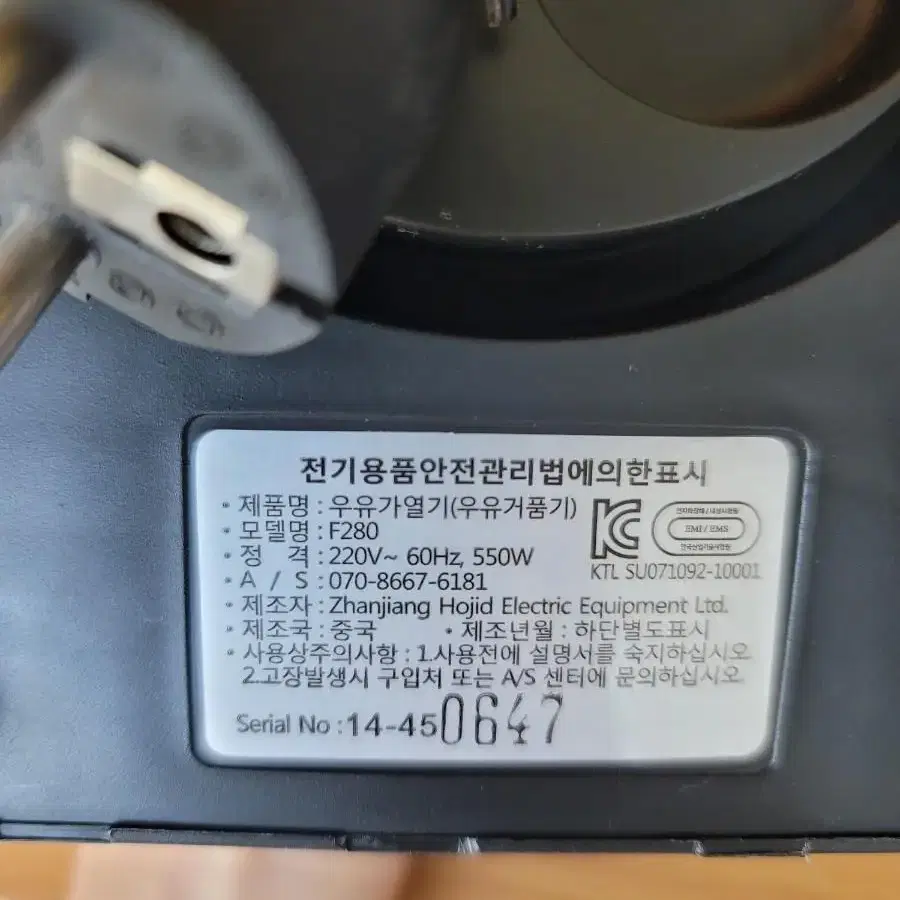 전기용품안전관리법에의한표시
• 제품명 : 우유가열기(우유거품기)
• 모델명 : F280
• 정 격 : 220V~ 60Hz, 550W
• A / S : 070-8667-6181
EMI / EMS
KTL SU071092-10001
• 제조자 : Zhanjiang Hojid Electric Equipment Ltd.
• 제조국 : 중국 • 제조년월 : 하단별도표시
• 사용상주의사항 : 1.사용전에 설명서를 숙지하십시오.
2.고장발생시 구입처 또는 A/S 센터에 문의하십시오.
Serial No : 14-450647